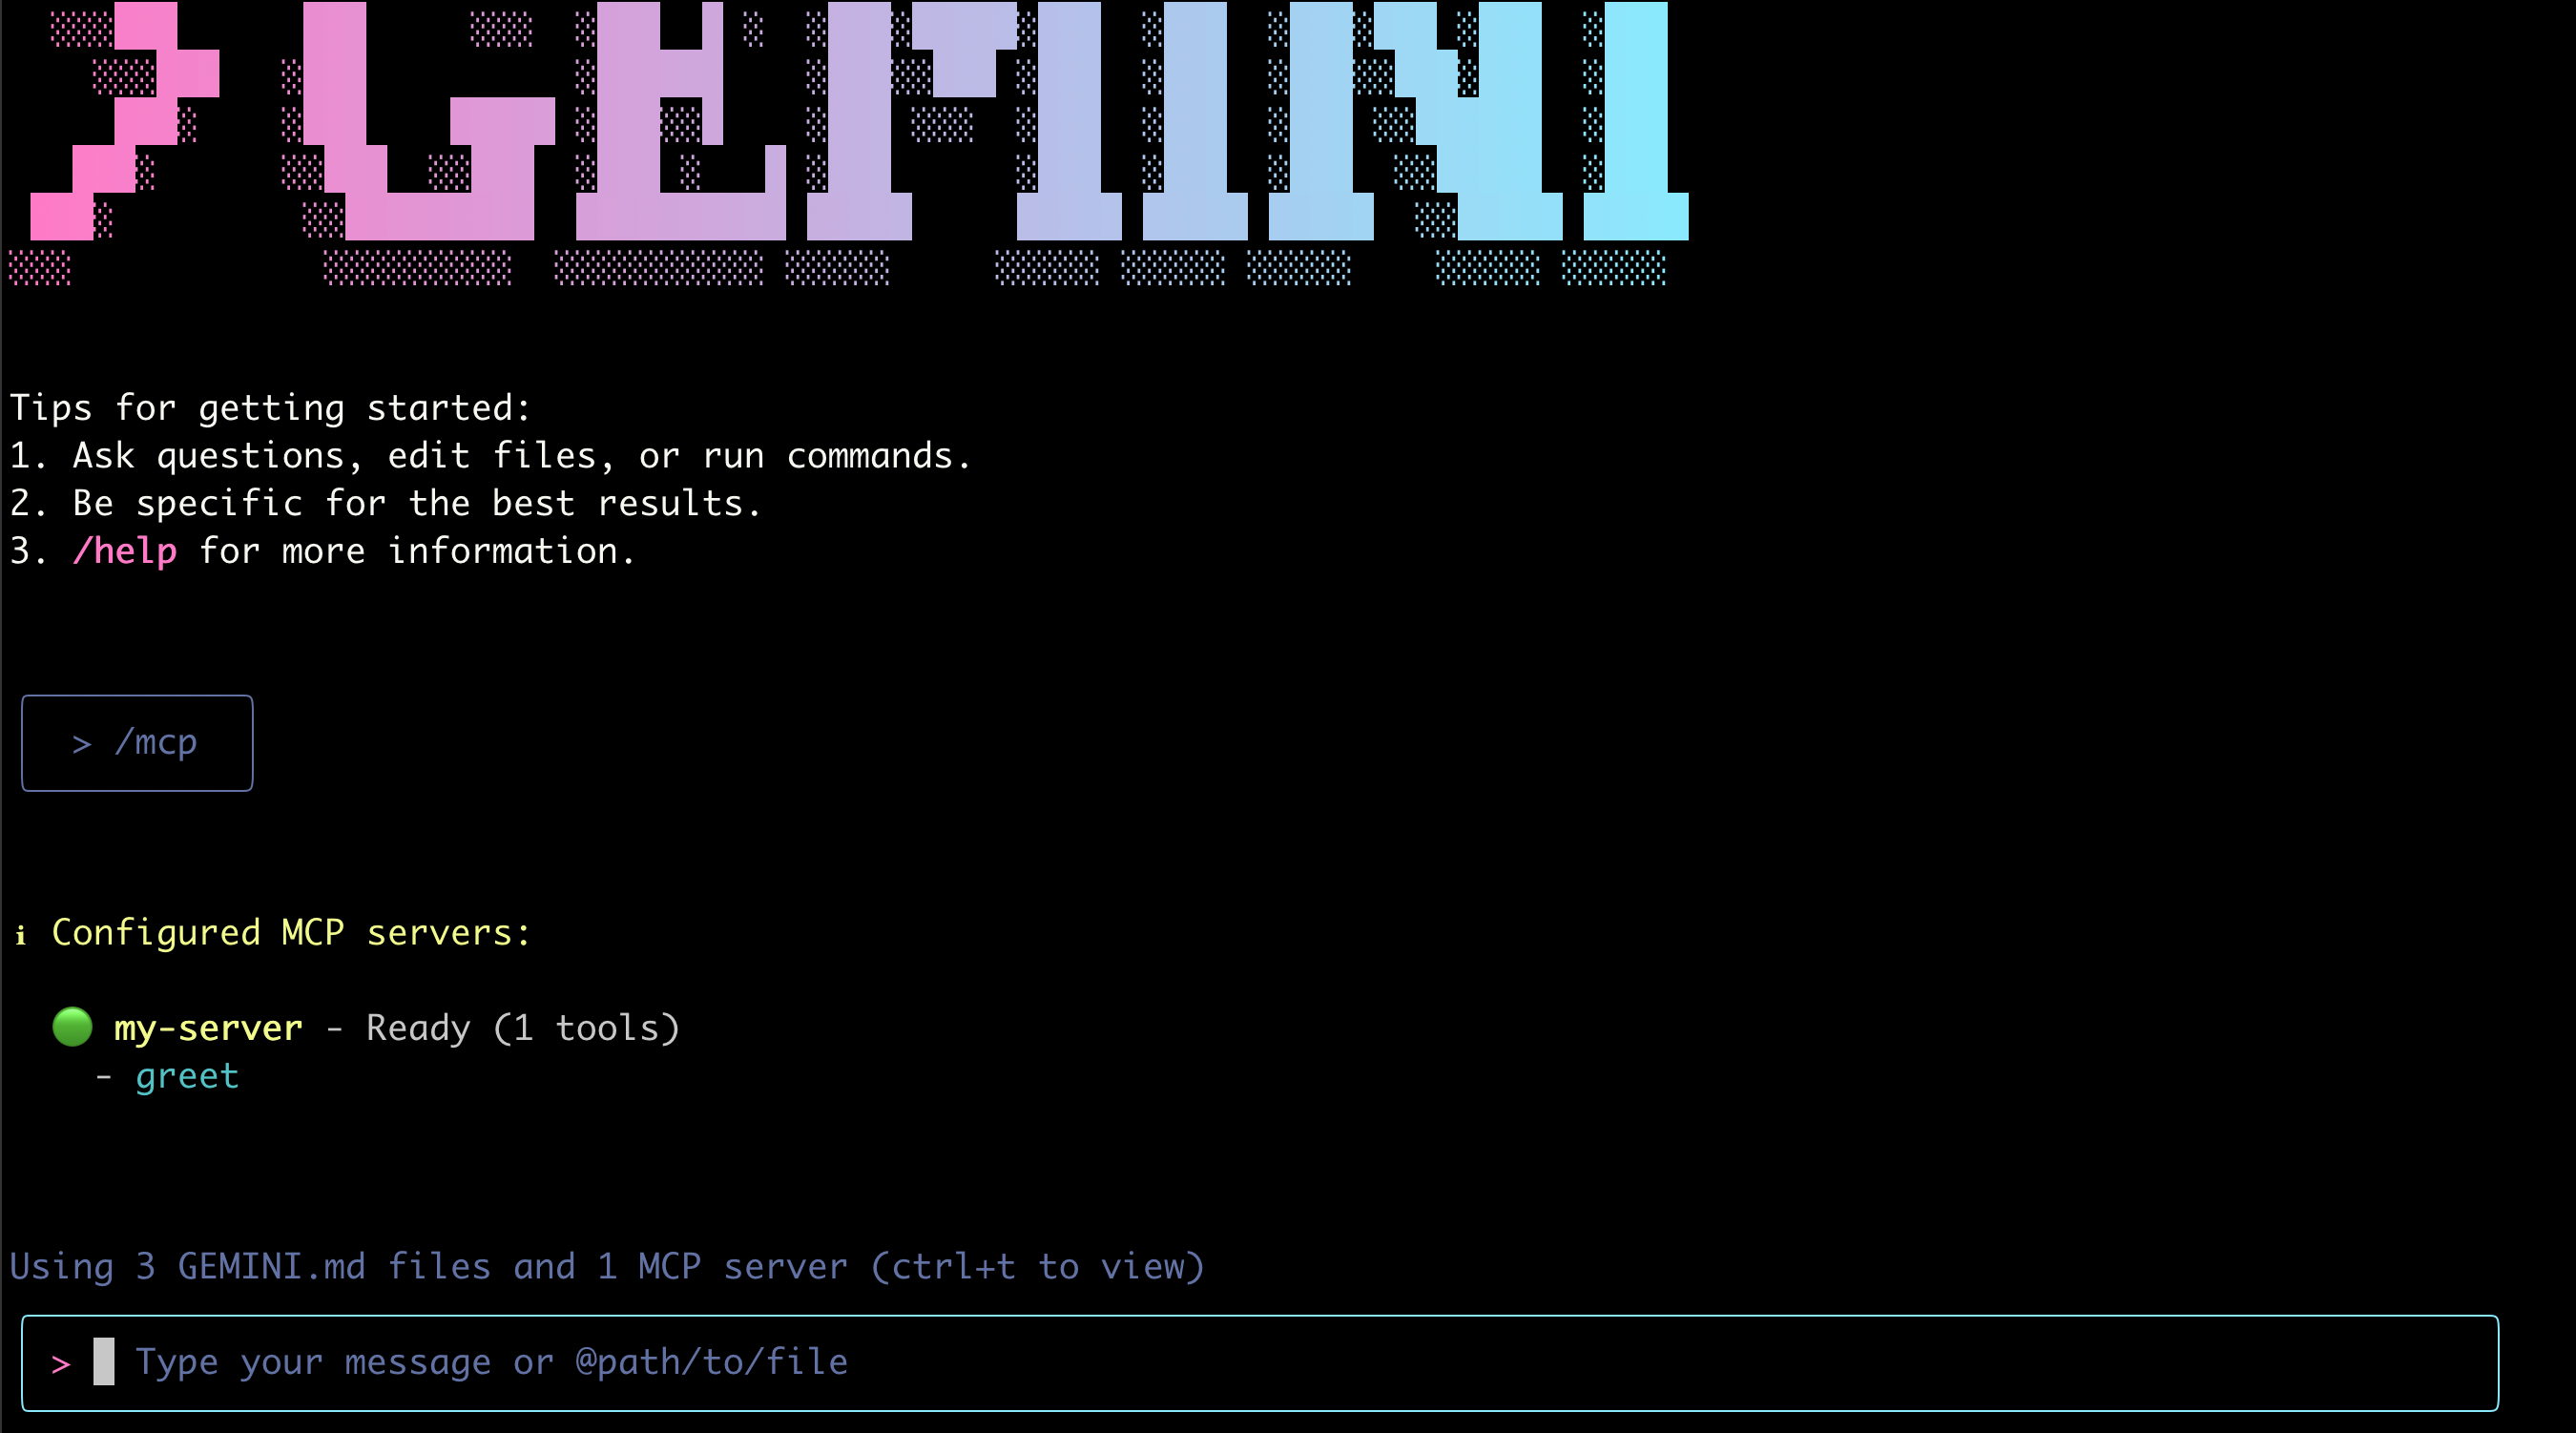 GEMINI
Tips for getting started:
1. Ask questions, edit files, or run commands.
2. Be specific for the best results.
3. /help for more information.
> /mcp
ℹ Configured MCP servers:
🟢 my-server - Ready (1 tools)
- greet
Using 3 GEMINI.md files and 1 MCP server (ctrl+t to view)
> Type your message or @path/to/file